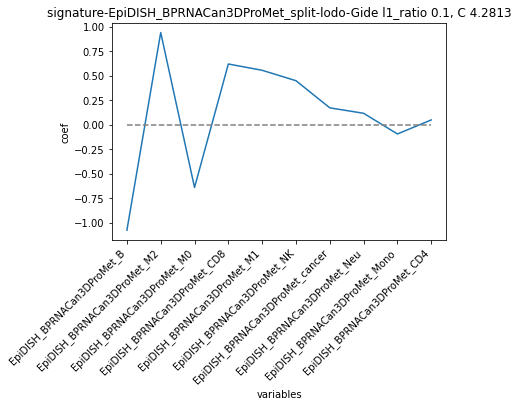 signature-EpiDISH_BPRNACan3DProMet_split-lodo-Gide l1_ratio 0.1, C 4.2813
1.00
0.75
0.50
0.25
0.00
−0.25
−0.50
−0.75
−1.00
coef
EpiDISH_BPRNACan3DProMet_B
EpiDISH_BPRNACan3DProMet_M2
EpiDISH_BPRNACan3DProMet_M0
EpiDISH_BPRNACan3DProMet_CD8
EpiDISH_BPRNACan3DProMet_M1
EpiDISH_BPRNACan3DProMet_NK
EpiDISH_BPRNACan3DProMet_cancer
EpiDISH_BPRNACan3DProMet_Neu
EpiDISH_BPRNACan3DProMet_Mono
EpiDISH_BPRNACan3DProMet_CD4
variables